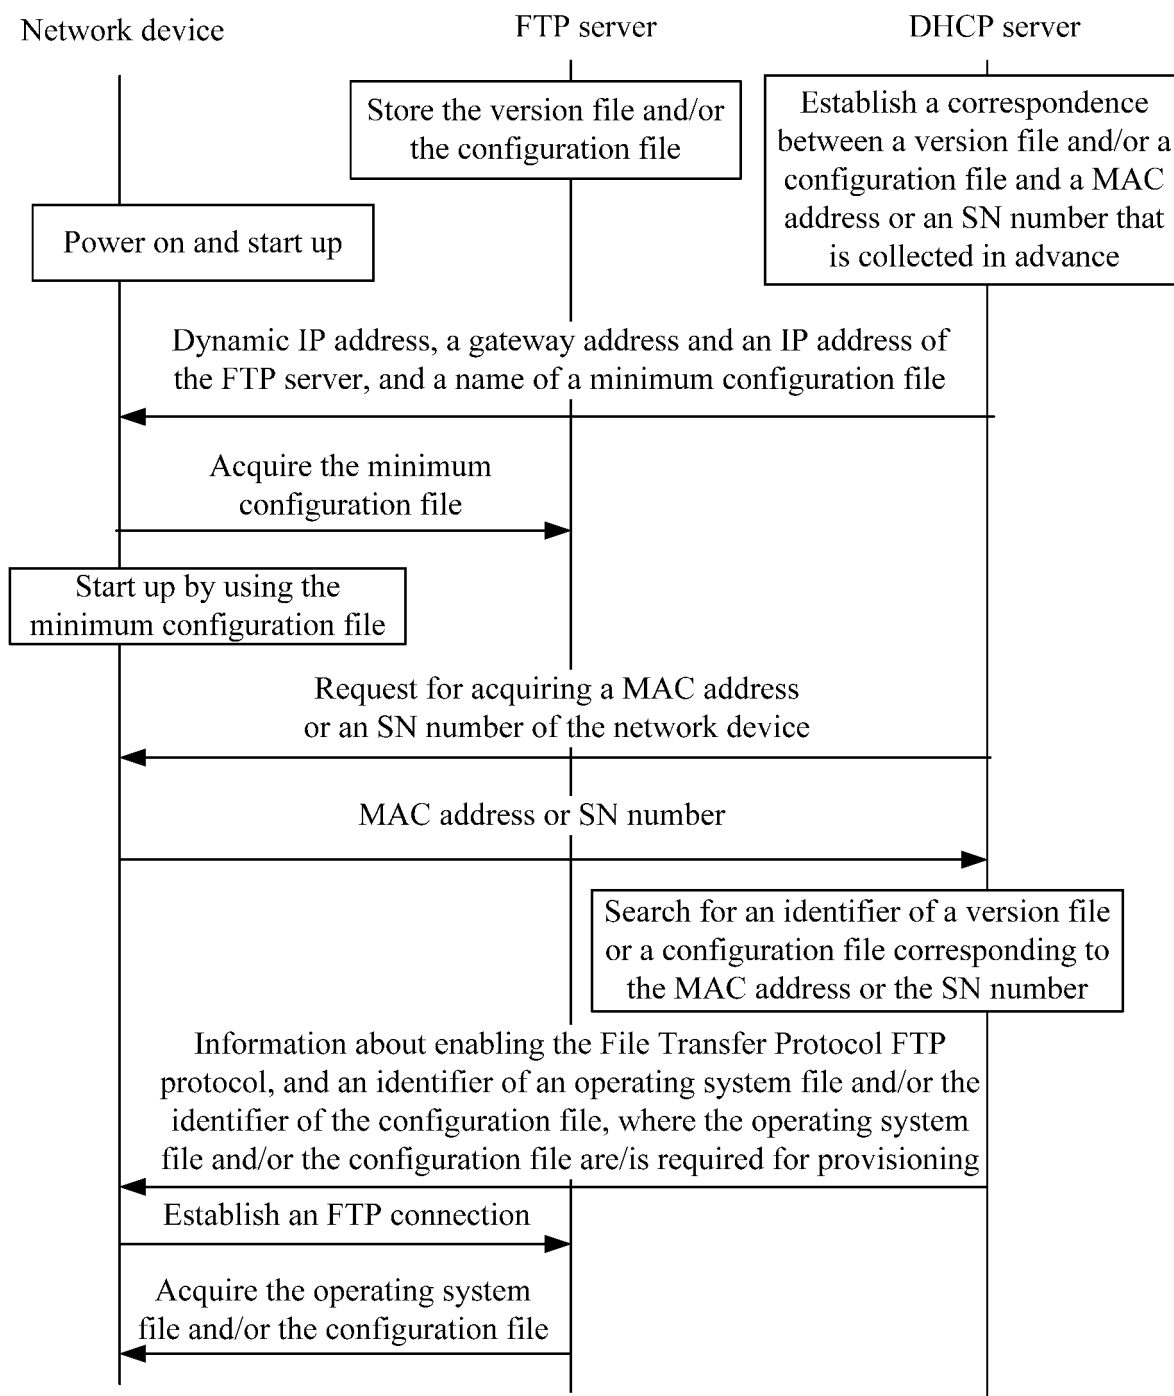 Network device
FTP server
DHCP server
Store the version file and/or
the configuration file
Establish a correspondence
between a version file and/or a
configuration file and a MAC
address or an SN number that
is collected in advance
Power on and start up
Dynamic IP address, a gateway address and an IP address of
the FTP server, and a name of a minimum configuration file
Acquire the minimum
configuration file
Start up by using the
minimum configuration file
Request for acquiring a MAC address
or an SN number of the network device
MAC address or SN number
Search for an identifier of a version file
or a configuration file corresponding to
the MAC address or the SN number
Information about enabling the File Transfer Protocol FTP
protocol, and an identifier of an operating system file and/or the
identifier of the configuration file, where the operating system
file and/or the configuration file are/is required for provisioning
Establish an FTP connection
Acquire the operating system
file and/or the configuration file